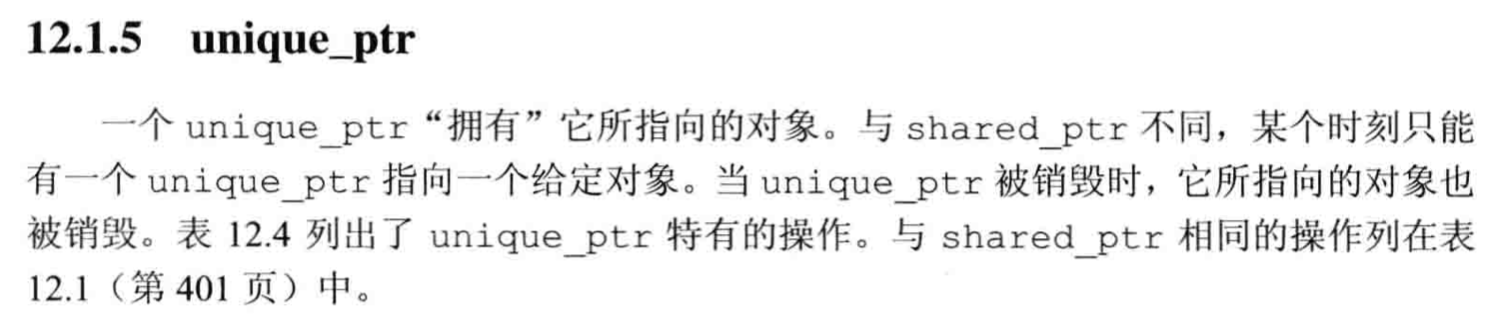 12.1.5 unique_ptr
一个 unique_ptr “拥有”它所指向的对象。与 shared_ptr 不同，某个时刻只能
有一个 unique_ptr 指向一个给定对象。当 unique_ptr 被销毁时，它所指向的对象也
被销毁。表 12.4 列出了 unique_ptr 特有的操作。与 shared_ptr 相同的操作列在表
12.1（第 401 页）中。